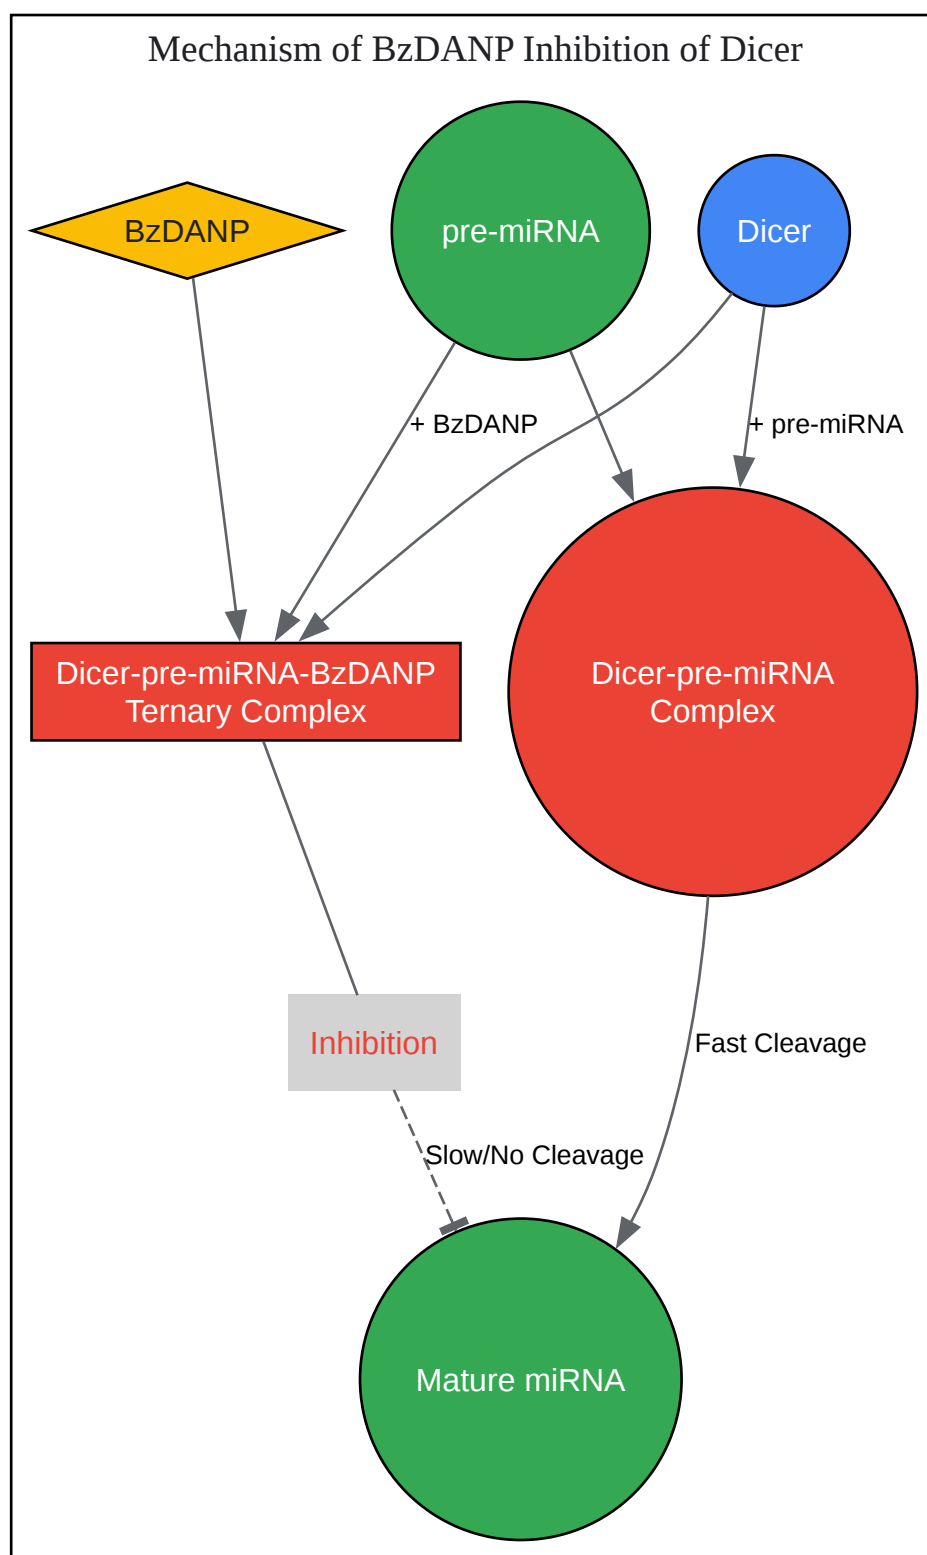 Mechanism of BzDANP Inhibition of Dicer
BzDANP
pre-miRNA
Dicer
+ BzDANP
+ pre-miRNA
Dicer-pre-miRNA-BzDANP
Ternary Complex
Dicer-pre-miRNA
Complex
Inhibition
Fast Cleavage
Slow/No Cleavage
Mature miRNA